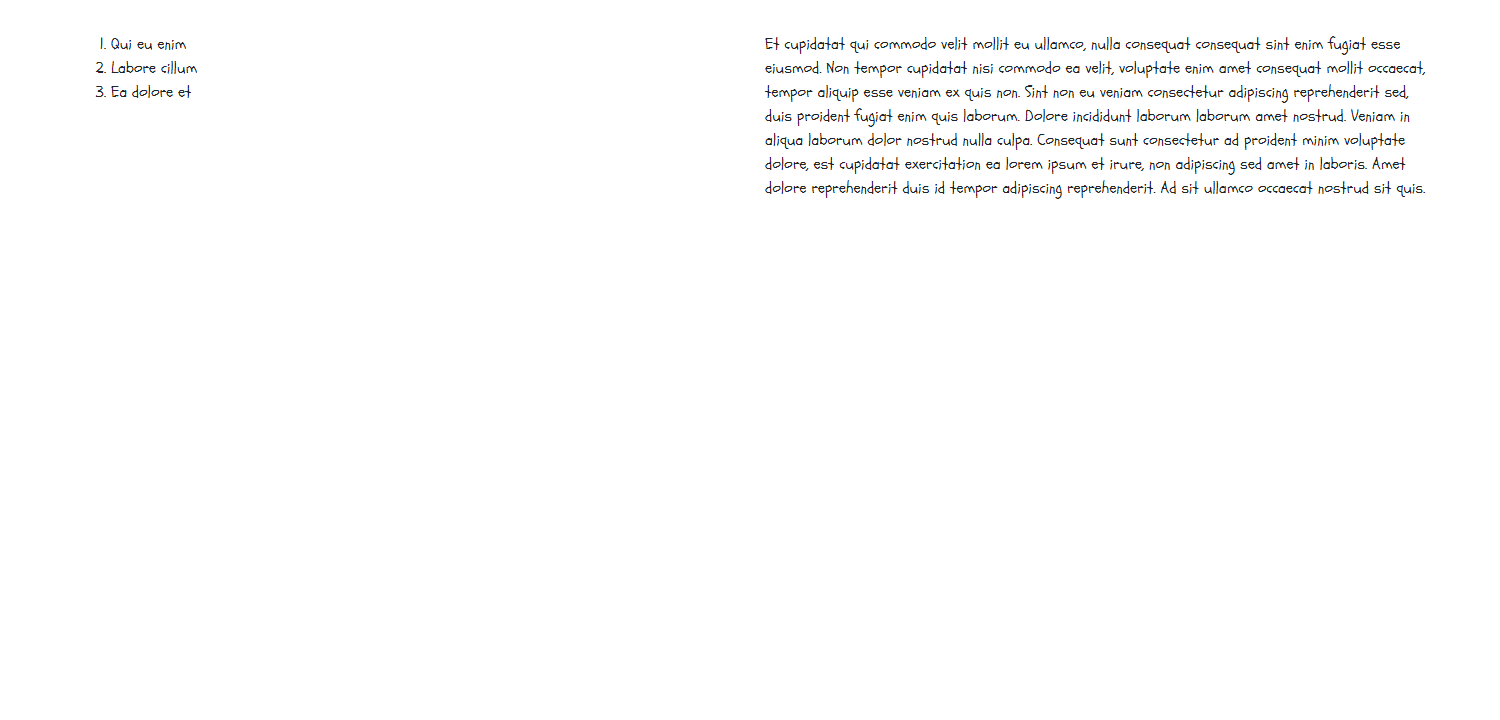 1. Qui eu enim
2. Labore cillum
3. Ea dolore et
Et cupidatat qui commodo velit mollit eu ullamco, nulla consequat consequat sint enim fugiat esse
eiusmod. Non tempor cupidatat nisi commodo ea velit, voluptate enim amet consequat mollit occaecat,
tempor aliquip esse veniam ex quis non. Sint non eu veniam consectetur adipiscing reprehenderit sed,
duis proident fugiat enim quis laborum. Dolore incididunt laborum laborum amet nostrud. Veniam in
aliqua laborum dolor nostrud nulla culpa. Consequat sunt consectetur ad proident minim voluptate
dolore, est cupidatat exercitation ea lorem ipsum et irure, non adipiscing sed amet in laboris. Amet
dolore reprehenderit duis id tempor adipiscing reprehenderit. Ad sit ullamco occaecat nostrud sit quis.